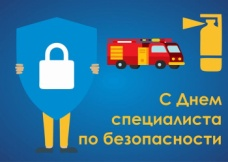 С Днем
специалиста
по безопасности